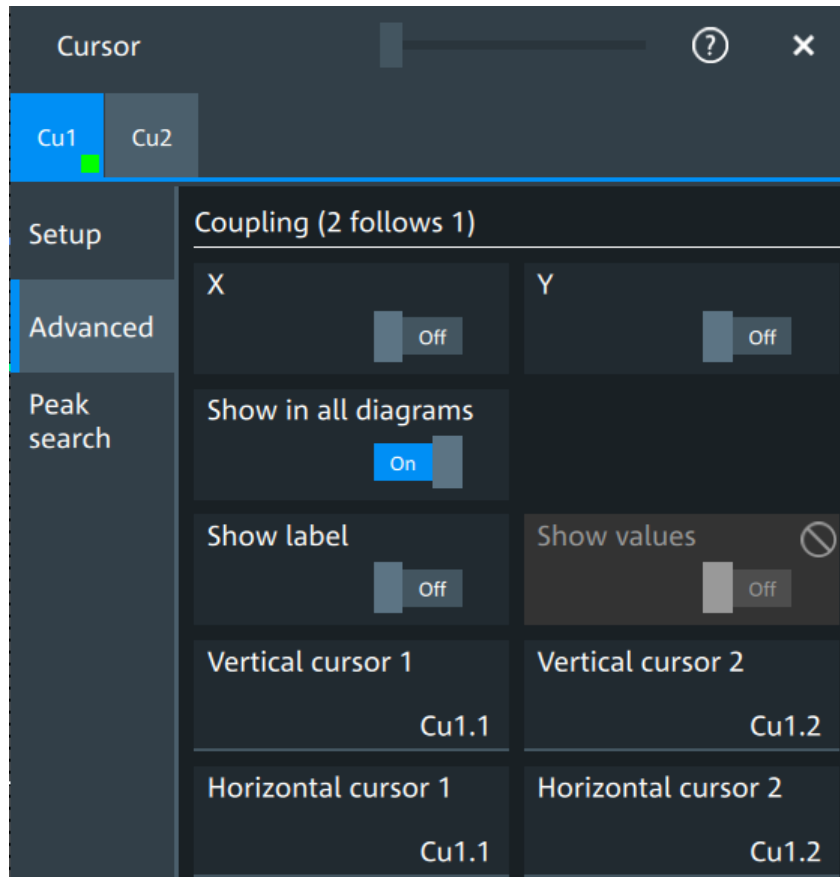 Cursor
?
Cu1 Cu2
Setup
Coupling (2 follows 1)
X Y
Off Off
Advanced
Show in all diagrams
On
Peak
search
Show label Show values
Off Off
Vertical cursor 1 Vertical cursor 2
Cu1.1 Cu1.2
Horizontal cursor 1 Horizontal cursor 2
Cu1.1 Cu1.2